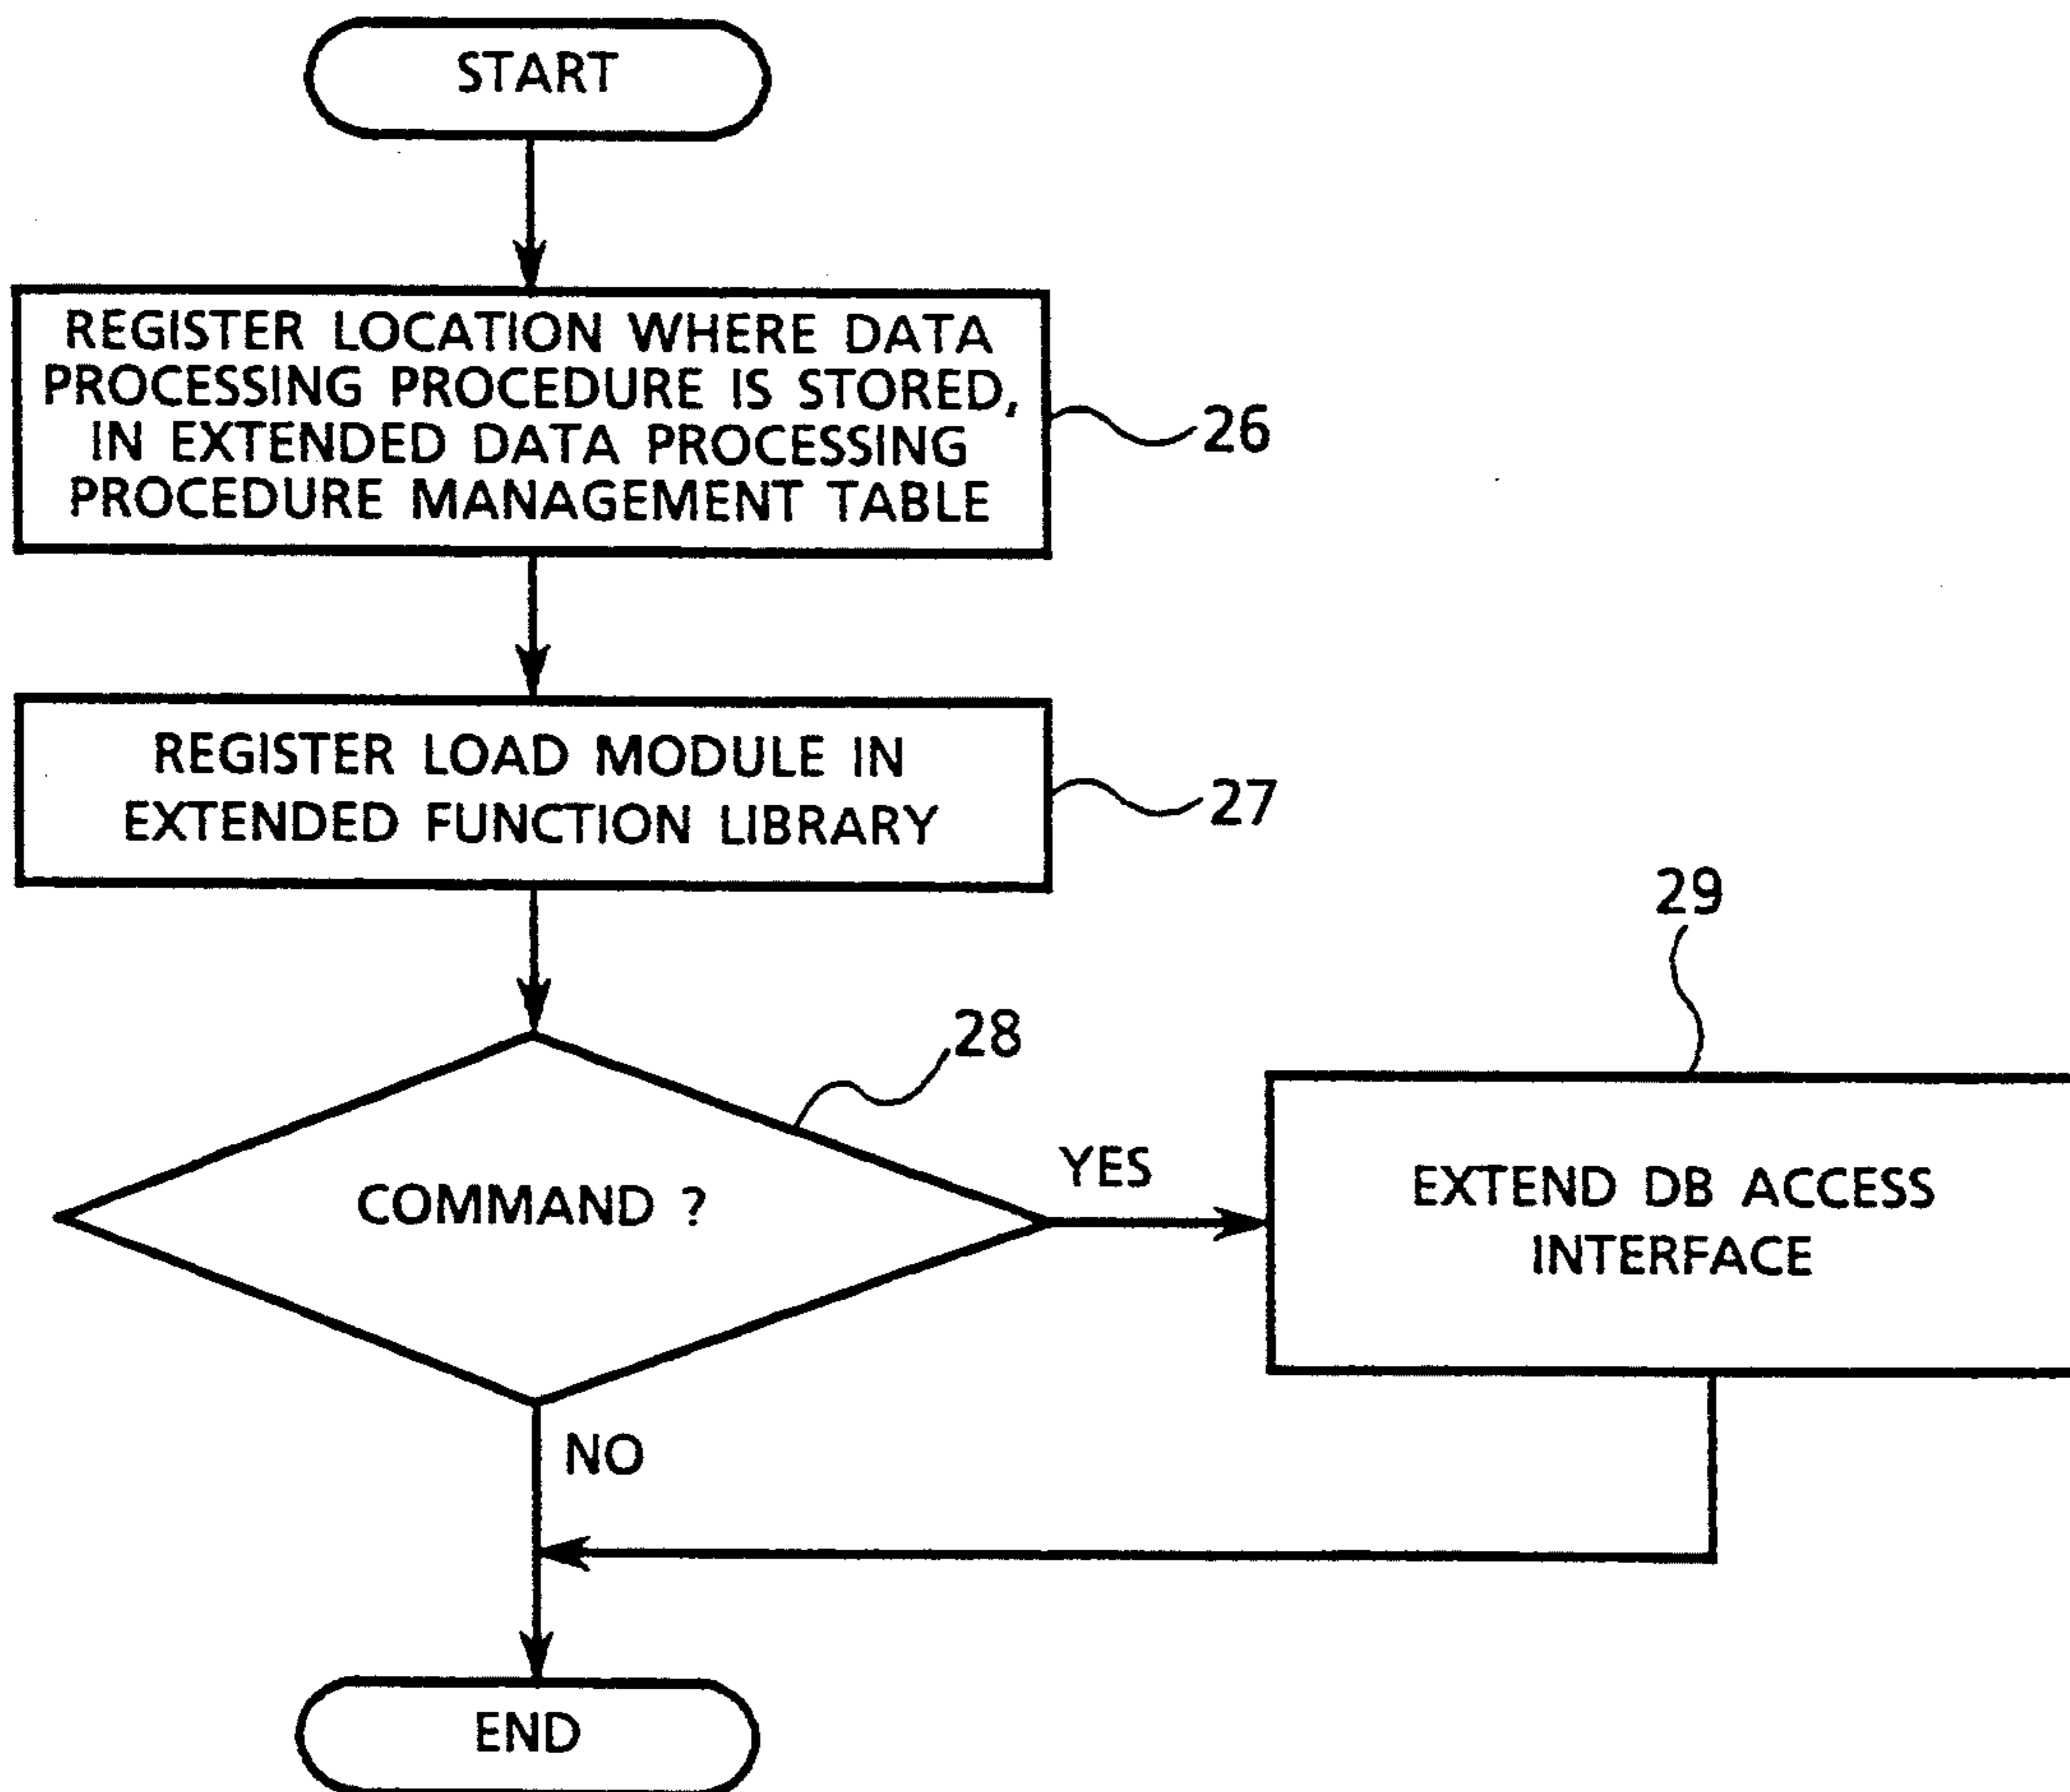 START
REGISTER LOCATION WHERE DATA
PROCESSING PROCEDURE IS STORED,
IN EXTENDED DATA PROCESSING
PROCEDURE MANAGEMENT TABLE
26
REGISTER LOAD MODULE IN
EXTENDED FUNCTION LIBRARY
27
28
COMMAND ?
YES
29
EXTEND DB ACCESS
INTERFACE
NO
END